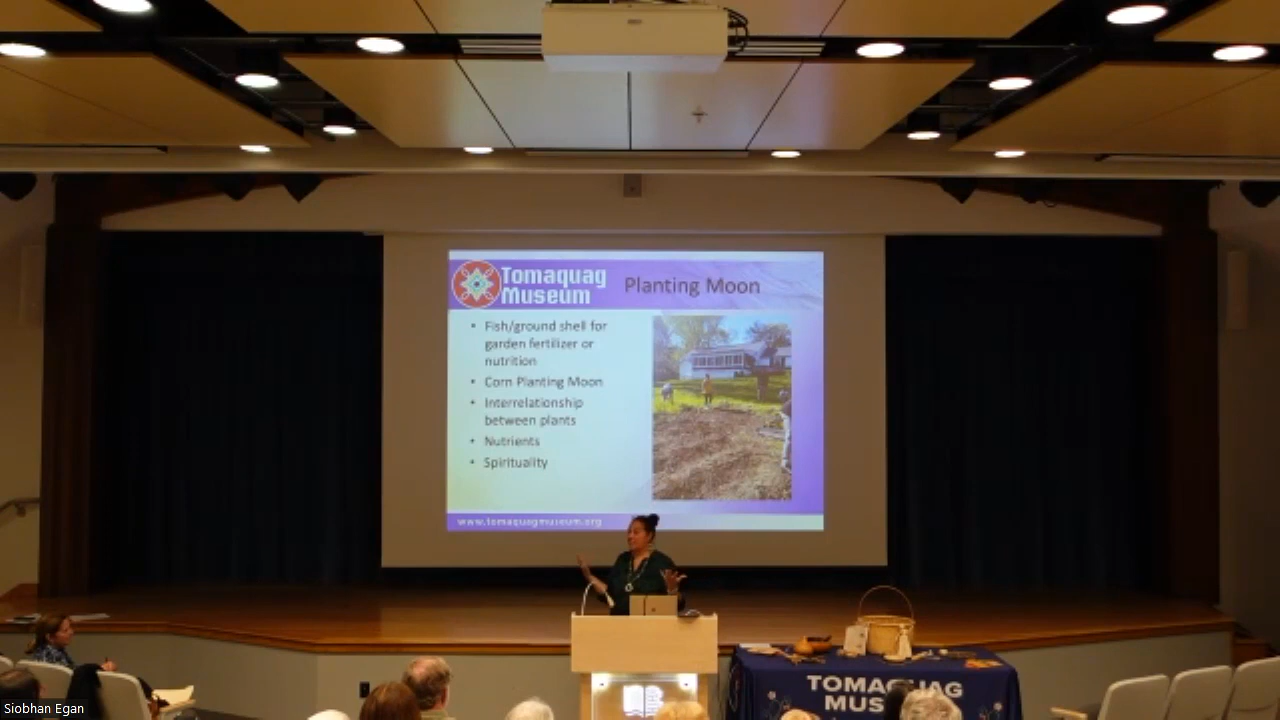 Tomaquag
Museum
Planting Moon
• Fish/ground shell for
garden fertilizer or
nutrition
• Corn Planting Moon
• Interrelationship
between plants
• Nutrients
• Spirituality
www.tomaquagmuseum.org
TOMAQUAG
MUS
Siobhan Egan